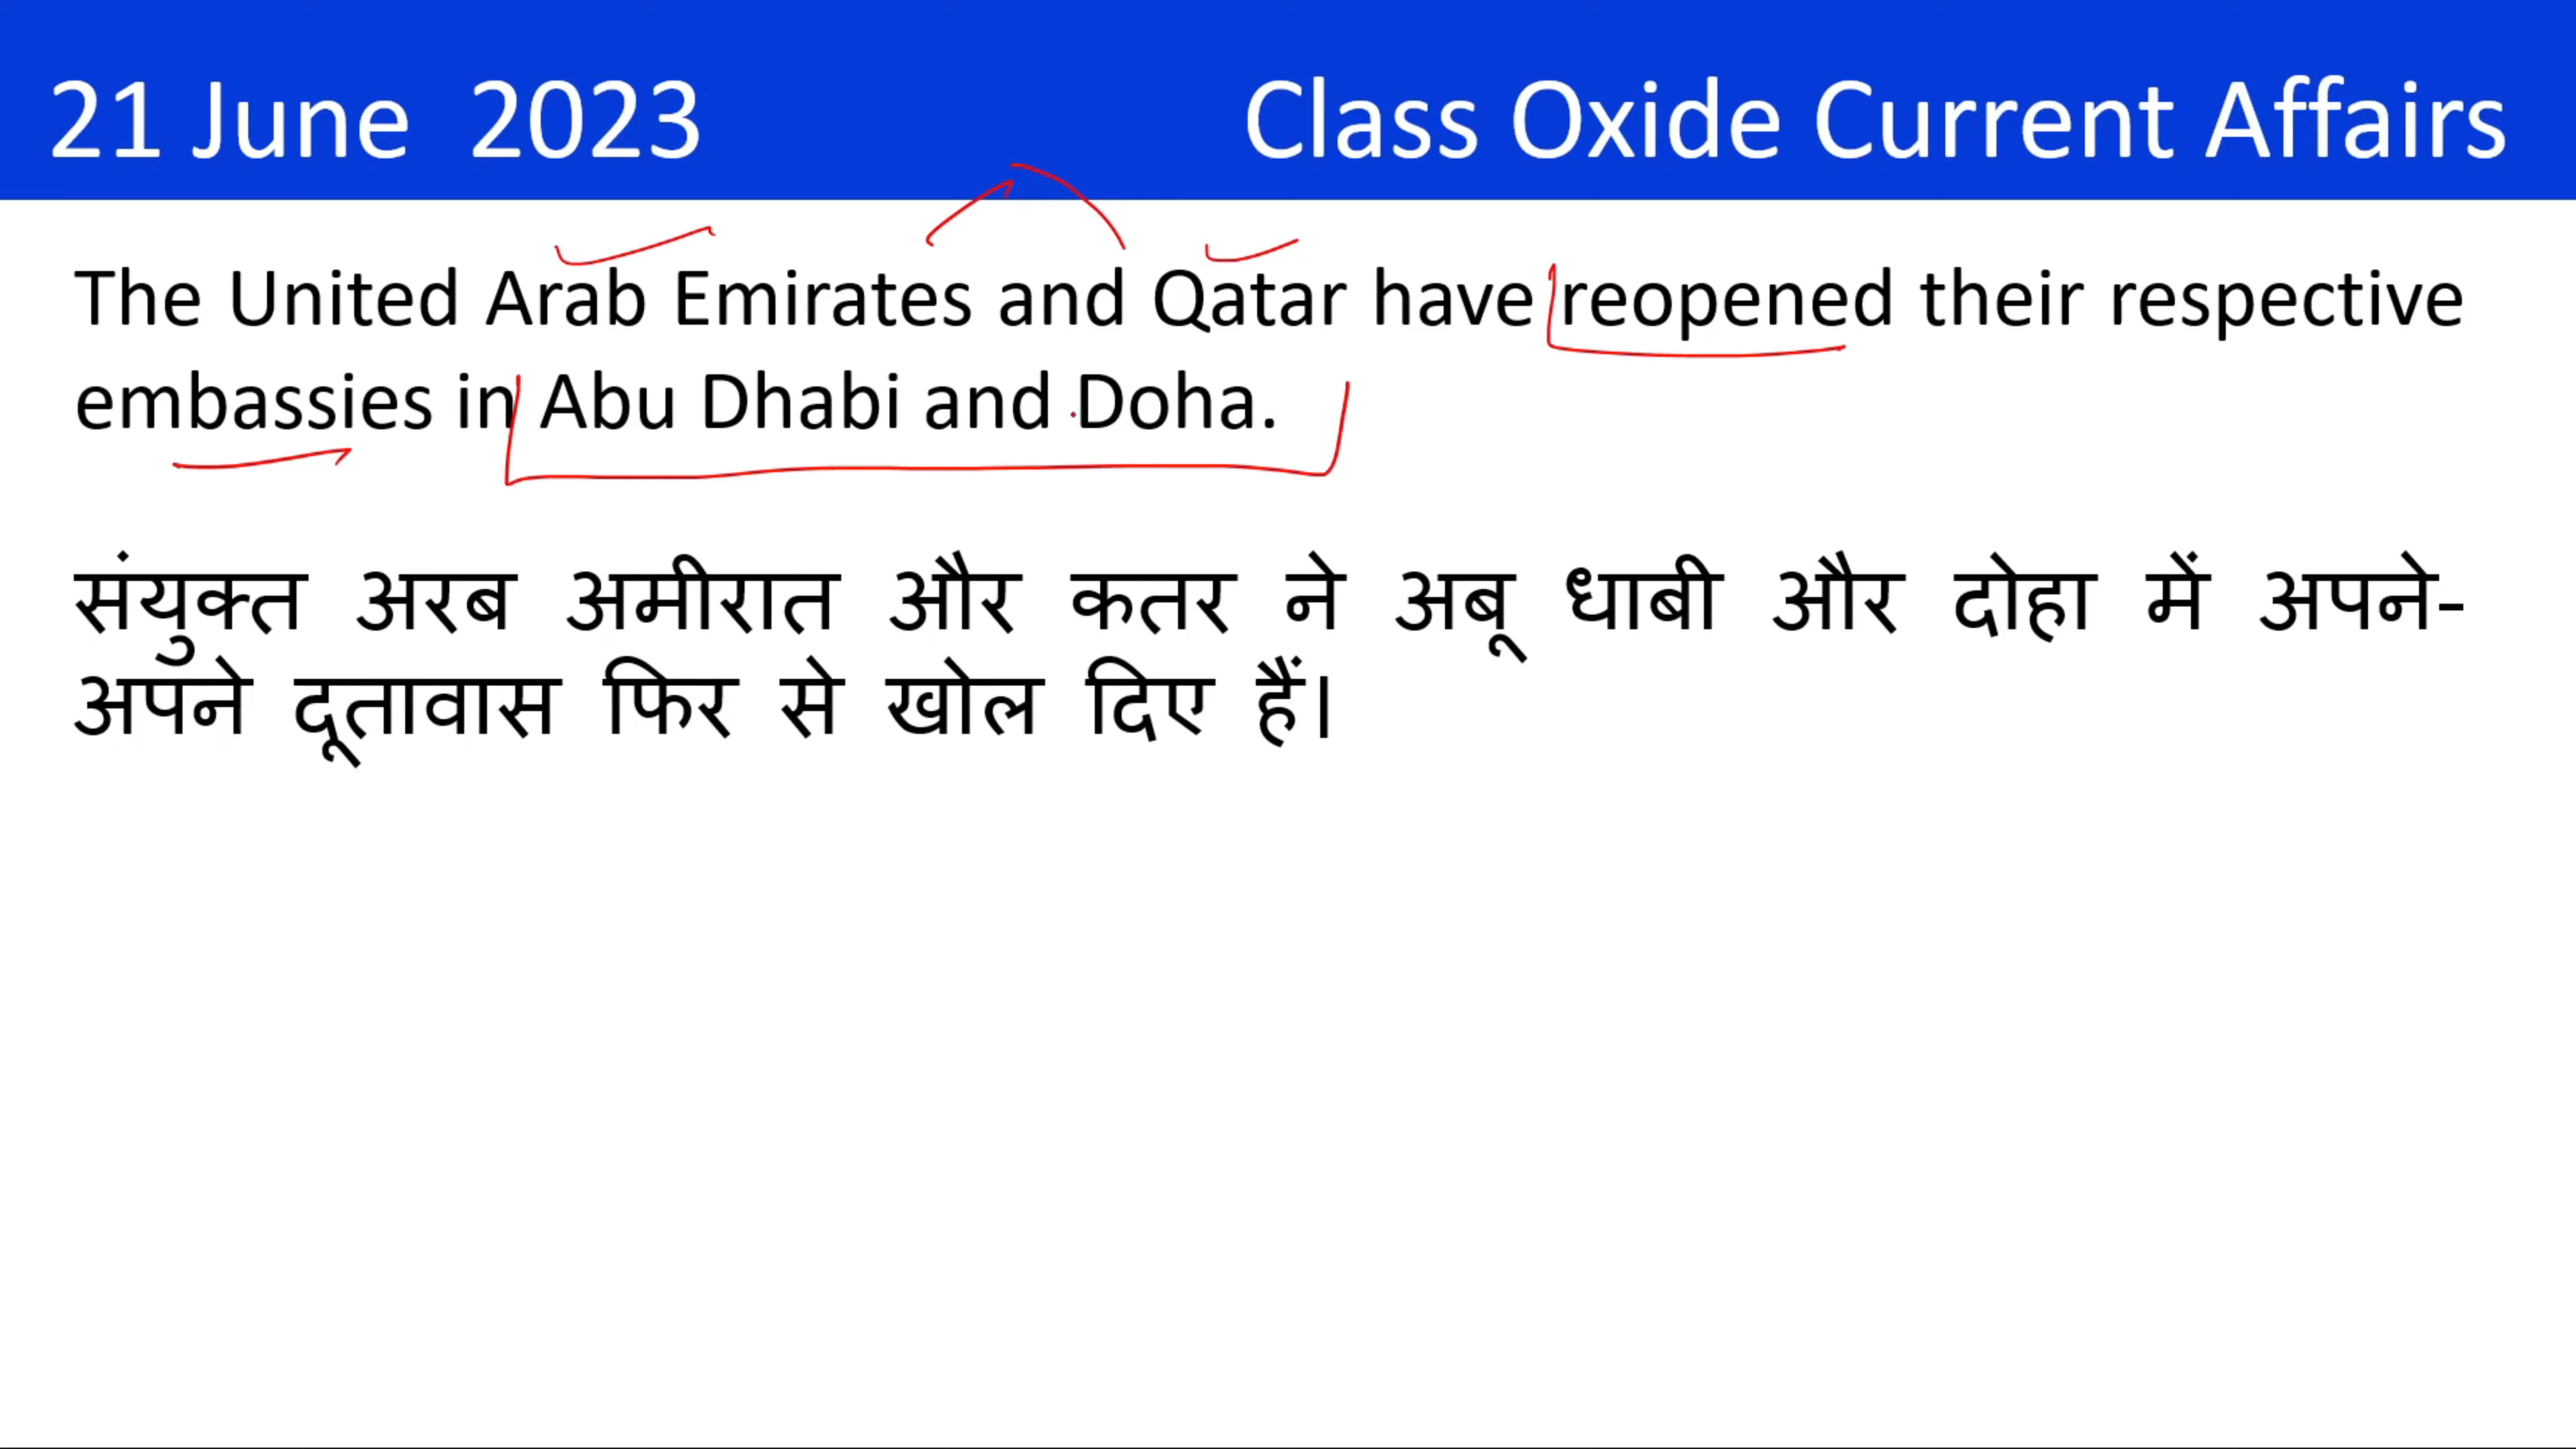 21 June 2023 Class Oxide Current Affairs
The United Arab Emirates and Qatar have reopened their respective
embassies in Abu Dhabi and Doha.
संयुक्त अरब अमीरात और कतर ने अबू धाबी और दोहा में अपने-
अपने दूतावास फिर से खोल दिए हैं।